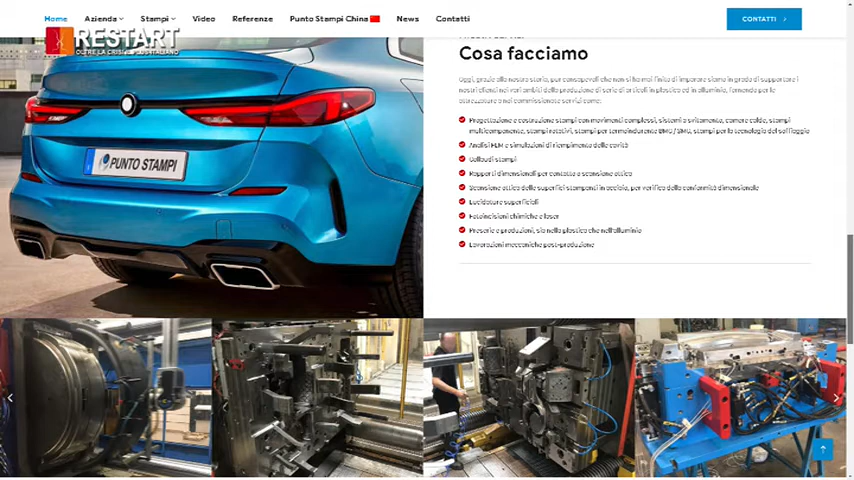 Home Azienda Stampi Video Referenze Punto Stampi China News Contatti
CONTATTI
RESTART
OLTRE LA CRISI
Cosa facciamo
Oggi, grazie alla nostra storia, pur consapevoli che non si ha mai finito di imparare siamo in grado di supportare i
nostri clienti nei vari ambiti della produzione di serie di articoli in plastica ed in alluminio, fornendo per le
attrezzature a noi commissionate servizi come:
Progettazione e costruzione stampi con movimenti complessi, sistemi a svitamento, camere calde, stampi
multicomponente, stampi rotativi, stampi per termoindurente BMC / SMC, stampi per la tecnologia del soffiaggio
Analisi FEM e simulazioni di riempimento delle cavità
Collaudi stampi
Rapporti dimensionali per contatto o scansione ottica
Scansione ottica delle superfici stampanti in acciaio, per verifica della conformità dimensionale
Lucidature superficiali
Fotoincisioni chimiche e laser
Preserie e produzioni, sia nella plastica che nell'alluminio
Lavorazioni meccaniche post-produzione
PUNTO STAMPI